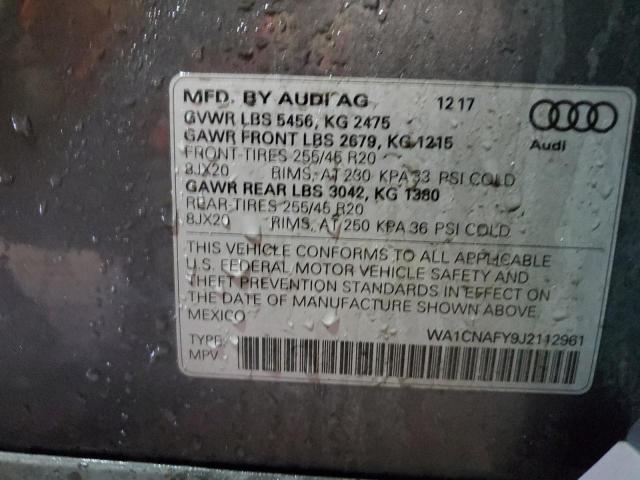 MFD. BY AUDI AG 12 17
GVWR LBS 5456, KG 2475
GAWR FRONT LBS 2679, KG 1215
FRONT-TIRES 255/45 R20
8JX20 RIMS, AT 230 KPA 33 PSI COLD
GAWR REAR LBS 3042, KG 1380
REAR-TIRES 255/45 R20
8JX20 RIMS, AT 250 KPA 36 PSI COLD
Audi
THIS VEHICLE CONFORMS TO ALL APPLICABLE
U.S. FEDERAL MOTOR VEHICLE SAFETY AND
THEFT PREVENTION STANDARDS IN EFFECT ON
THE DATE OF MANUFACTURE SHOWN ABOVE.
MEXICO
WA1CNAFY9J2112961
TYPE:
MPV